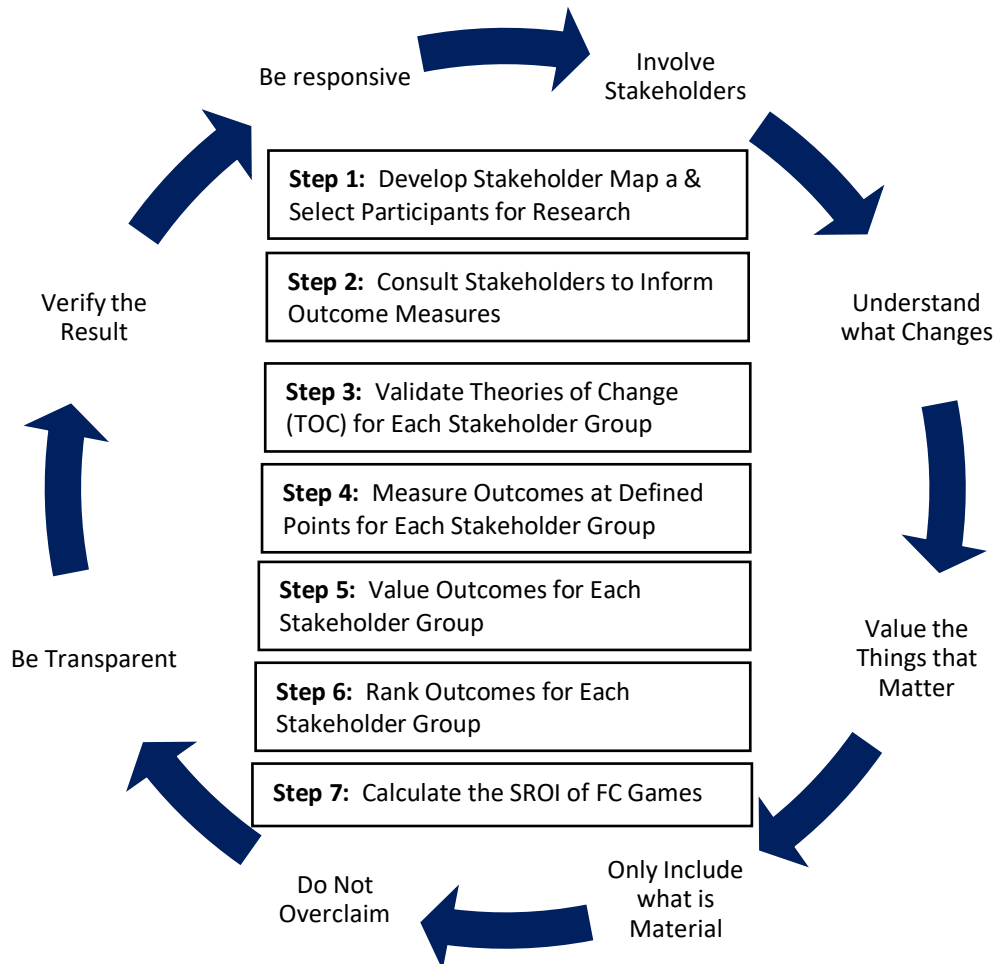 Be responsive
Involve
Stakeholders
Step 1: Develop Stakeholder Map a &
Select Participants for Research
Step 2: Consult Stakeholders to Inform
Outcome Measures
Verify the
Result
Understand
what Changes
Step 3: Validate Theories of Change
(TOC) for Each Stakeholder Group
Step 4: Measure Outcomes at Defined
Points for Each Stakeholder Group
Step 5: Value Outcomes for Each
Stakeholder Group
Be Transparent
Value the
Things that
Matter
Step 6: Rank Outcomes for Each
Stakeholder Group
Step 7: Calculate the SROI of FC Games
Only Include
what is
Material
Do Not
Overclaim